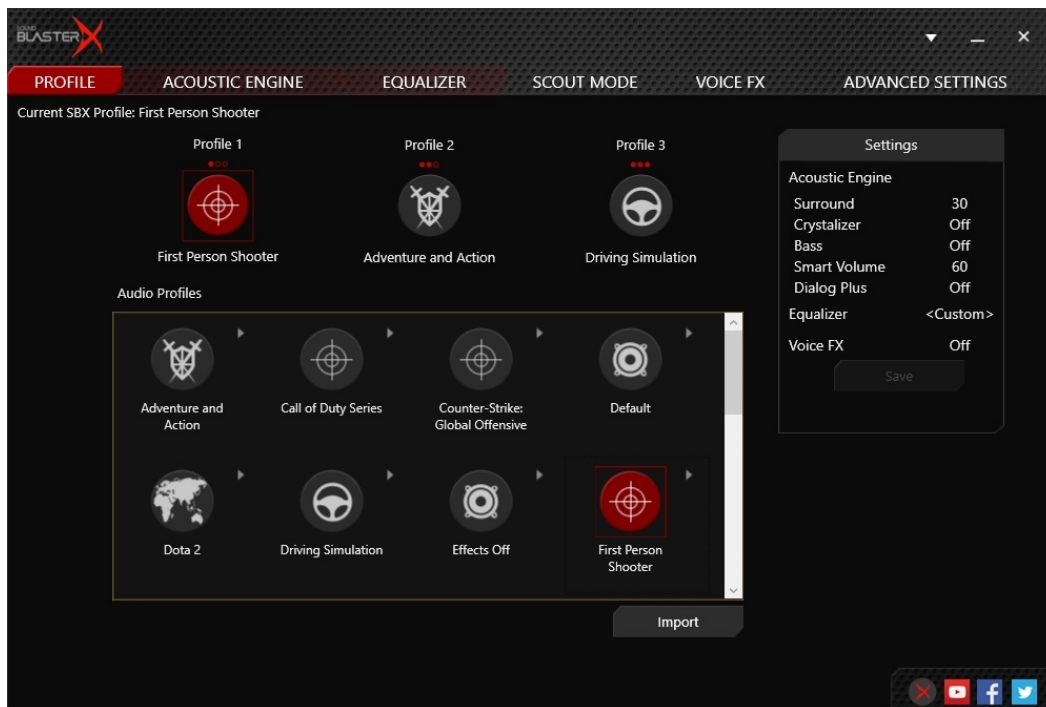 SOUND
BLASTERX
PROFILE ACOUSTIC ENGINE EQUALIZER SCOUT MODE VOICE FX ADVANCED SETTINGS
Current SBX Profile: First Person Shooter
Profile 1 Profile 2 Profile 3
First Person Shooter Adventure and Action Driving Simulation
Settings
Acoustic Engine
Surround 30
Crystalizer Off
Bass Off
Smart Volume 60
Dialog Plus Off
Equalizer <Custom>
Voice FX Off
Save
Audio Profiles
Adventure and
Action
Call of Duty Series
Counter-Strike:
Global Offensive
Default
Dota 2
Driving Simulation
Effects Off
First Person
Shooter
Import